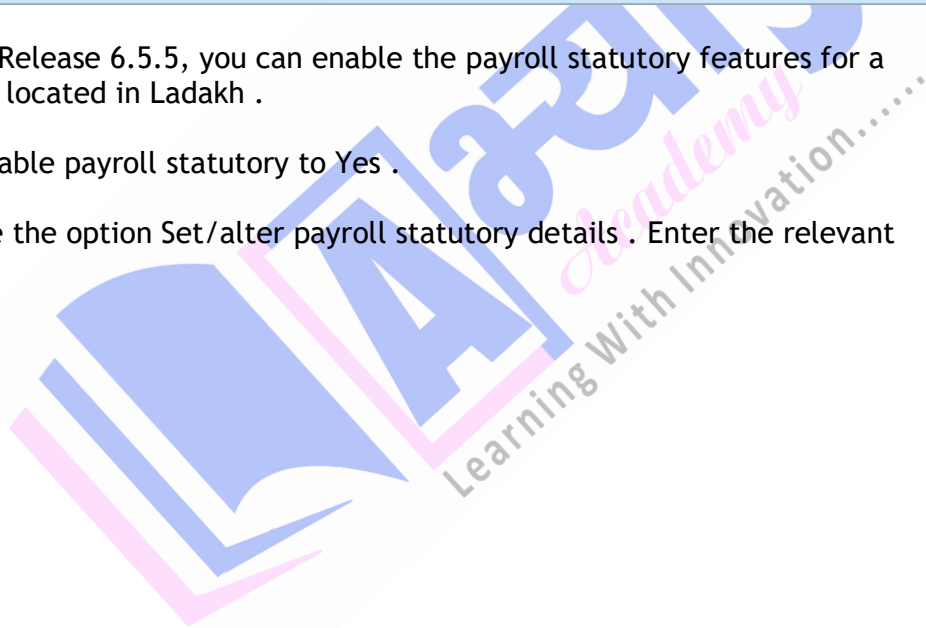 Release 6.5.5, you can enable the payroll statutory features for a
located in Ladakh .
able payroll statutory to Yes .
e the option Set/alter payroll statutory details . Enter the relevant
A
भ्या
Academy
Learning With Innovation......